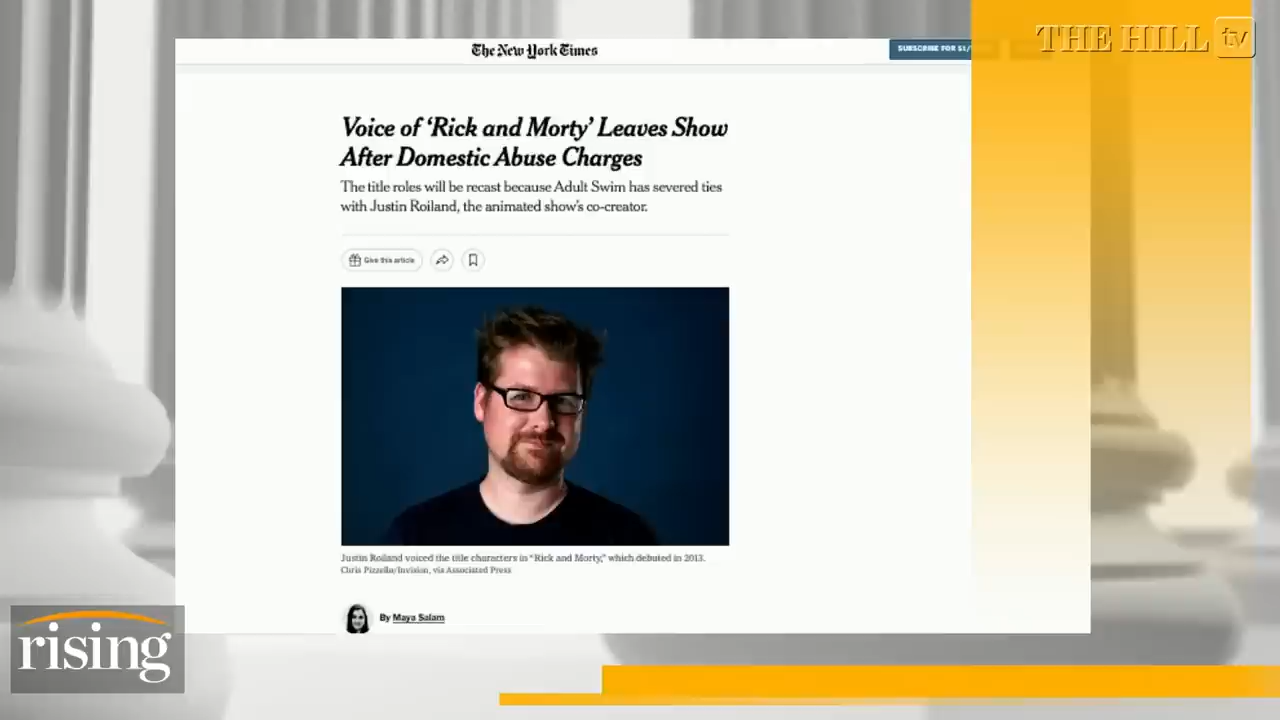 THE HILL tv
The New York Times
SUBSCRIBE FOR $1/
Voice of ‘Rick and Morty’ Leaves Show
After Domestic Abuse Charges
The title roles will be recast because Adult Swim has severed ties
with Justin Roiland, the animated show’s co-creator.
Give this article
Justin Roiland voiced the title characters in “Rick and Morty,” which debuted in 2013.
Chris Pizzello/Invision, via Associated Press
By Maya Salam
rising